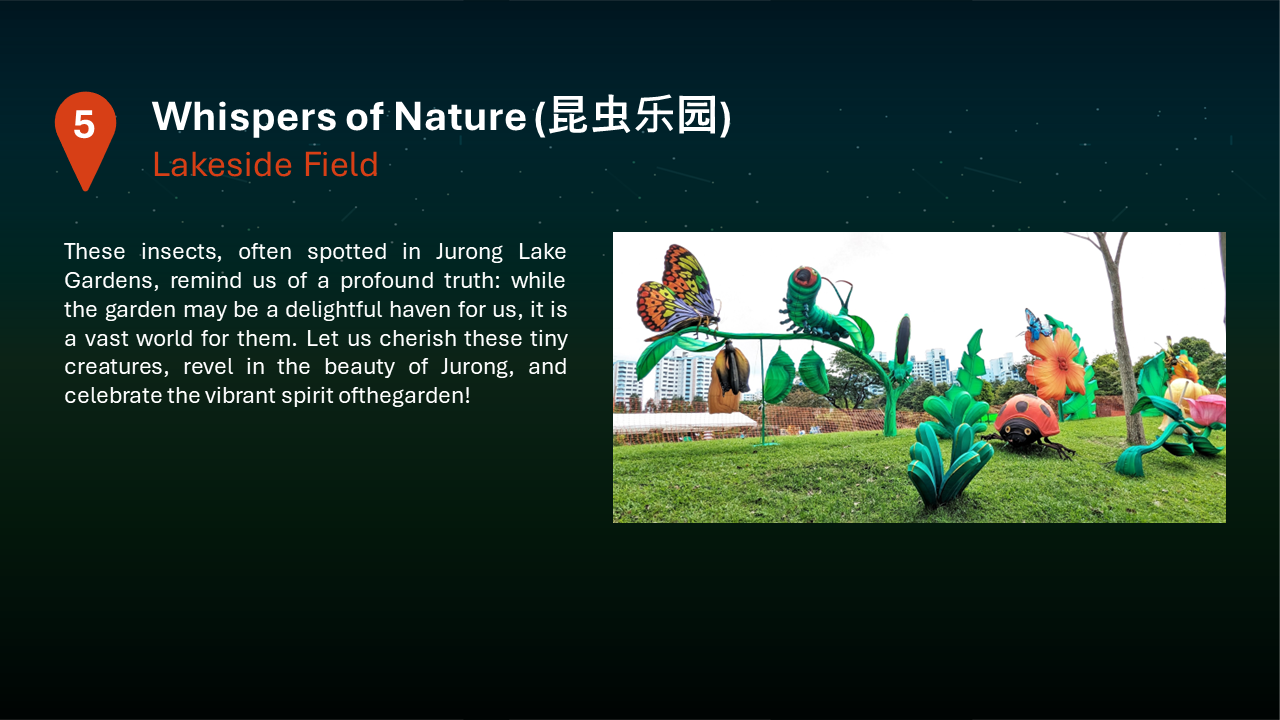 5
Whispers of Nature (昆虫乐园)
Lakeside Field
These insects, often spotted in Jurong Lake
Gardens, remind us of a profound truth: while
the garden may be a delightful haven for us, it is
a vast world for them. Let us cherish these tiny
creatures, revel in the beauty of Jurong, and
celebrate the vibrant spirit ofthegarden!